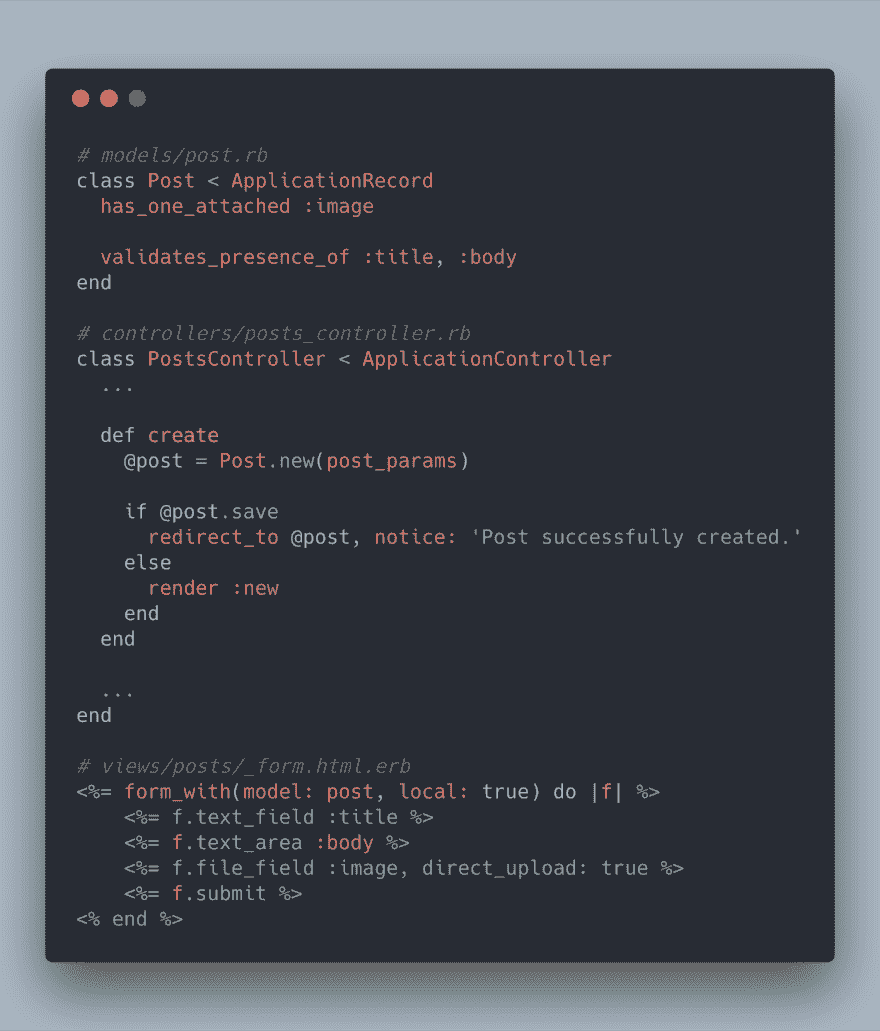 # models/post.rb
class Post < ApplicationRecord
  has_one_attached :image

  validates_presence_of :title, :body
end

# controllers/posts_controller.rb
class PostsController < ApplicationController
  ...

  def create
    @post = Post.new(post_params)

    if @post.save
      redirect_to @post, notice: 'Post successfully created.'
    else
      render :new
    end
  end

  ...
end

# views/posts/_form.html.erb
<%= form_with(model: post, local: true) do |f| %>
    <%= f.text_field :title %>
    <%= f.text_area :body %>
    <%= f.file_field :image, direct_upload: true %>
    <%= f.submit %>
<% end %>